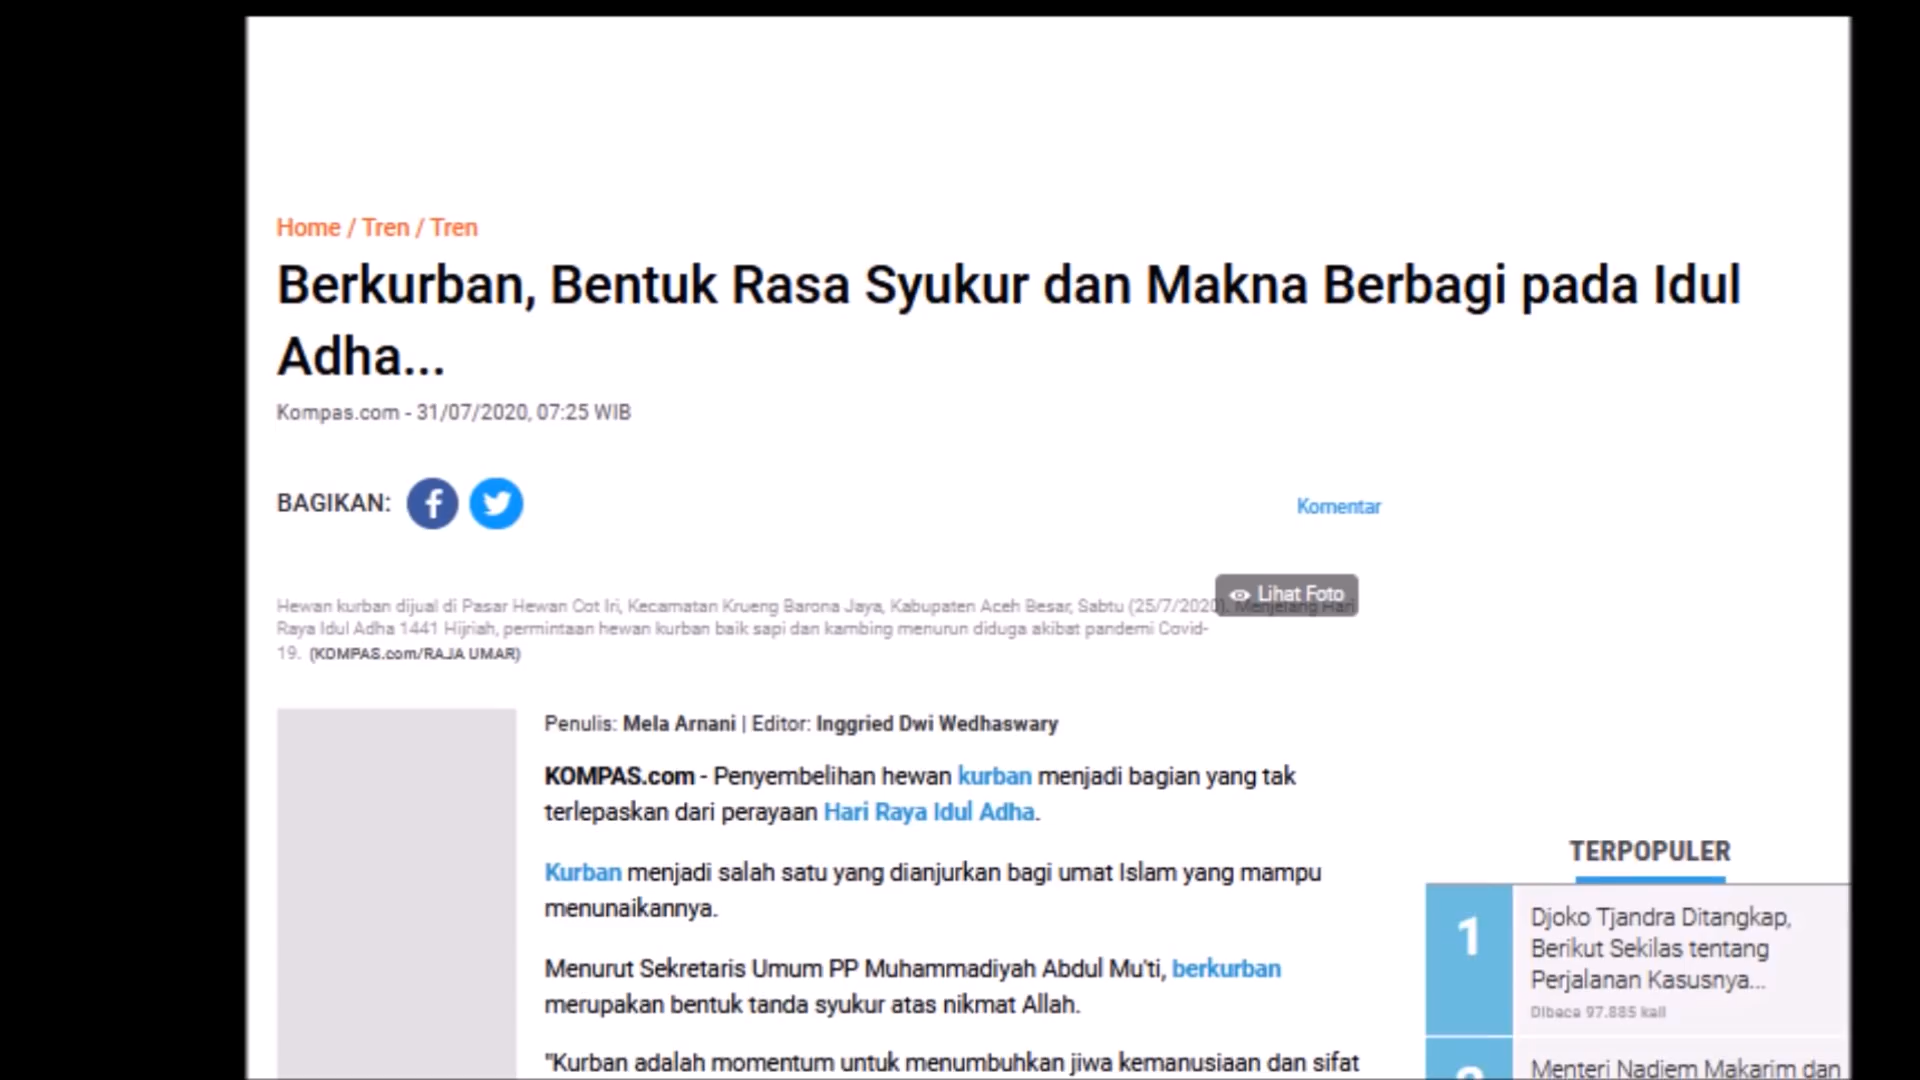 Home / Tren / Tren
Berkurban, Bentuk Rasa Syukur dan Makna Berbagi pada Idul
Adha...
Kompas.com - 31/07/2020, 07:25 WIB
BAGIKAN:
Komentar
Lihat Foto
Hewan kurban dijual di Pasar Hewan Cot Iri, Kecamatan Krueng Barona Jaya, Kabupaten Aceh Besar, Sabtu (25/7/2020). Menjelang Hari
Raya Idul Adha 1441 Hijriah, permintaan hewan kurban baik sapi dan kambing menurun diduga akibat pandemi Covid-
19. (KOMPAS.com/RAJA UMAR)
Penulis: Mela Arnani | Editor: Inggried Dwi Wedhaswary
KOMPAS.com - Penyembelihan hewan kurban menjadi bagian yang tak
terlepaskan dari perayaan Hari Raya Idul Adha.
Kurban menjadi salah satu yang dianjurkan bagi umat Islam yang mampu
menunaikannya.
Menurut Sekretaris Umum PP Muhammadiyah Abdul Mu'ti, berkurban
merupakan bentuk tanda syukur atas nikmat Allah.
"Kurban adalah momentum untuk menumbuhkan jiwa kemanusiaan dan sifat
TERPOPULER
1
Djoko Tjandra Ditangkap,
Berikut Sekilas tentang
Perjalanan Kasusnya...
Dibaca 97.885 kali
2
Menteri Nadiem Makarim dan